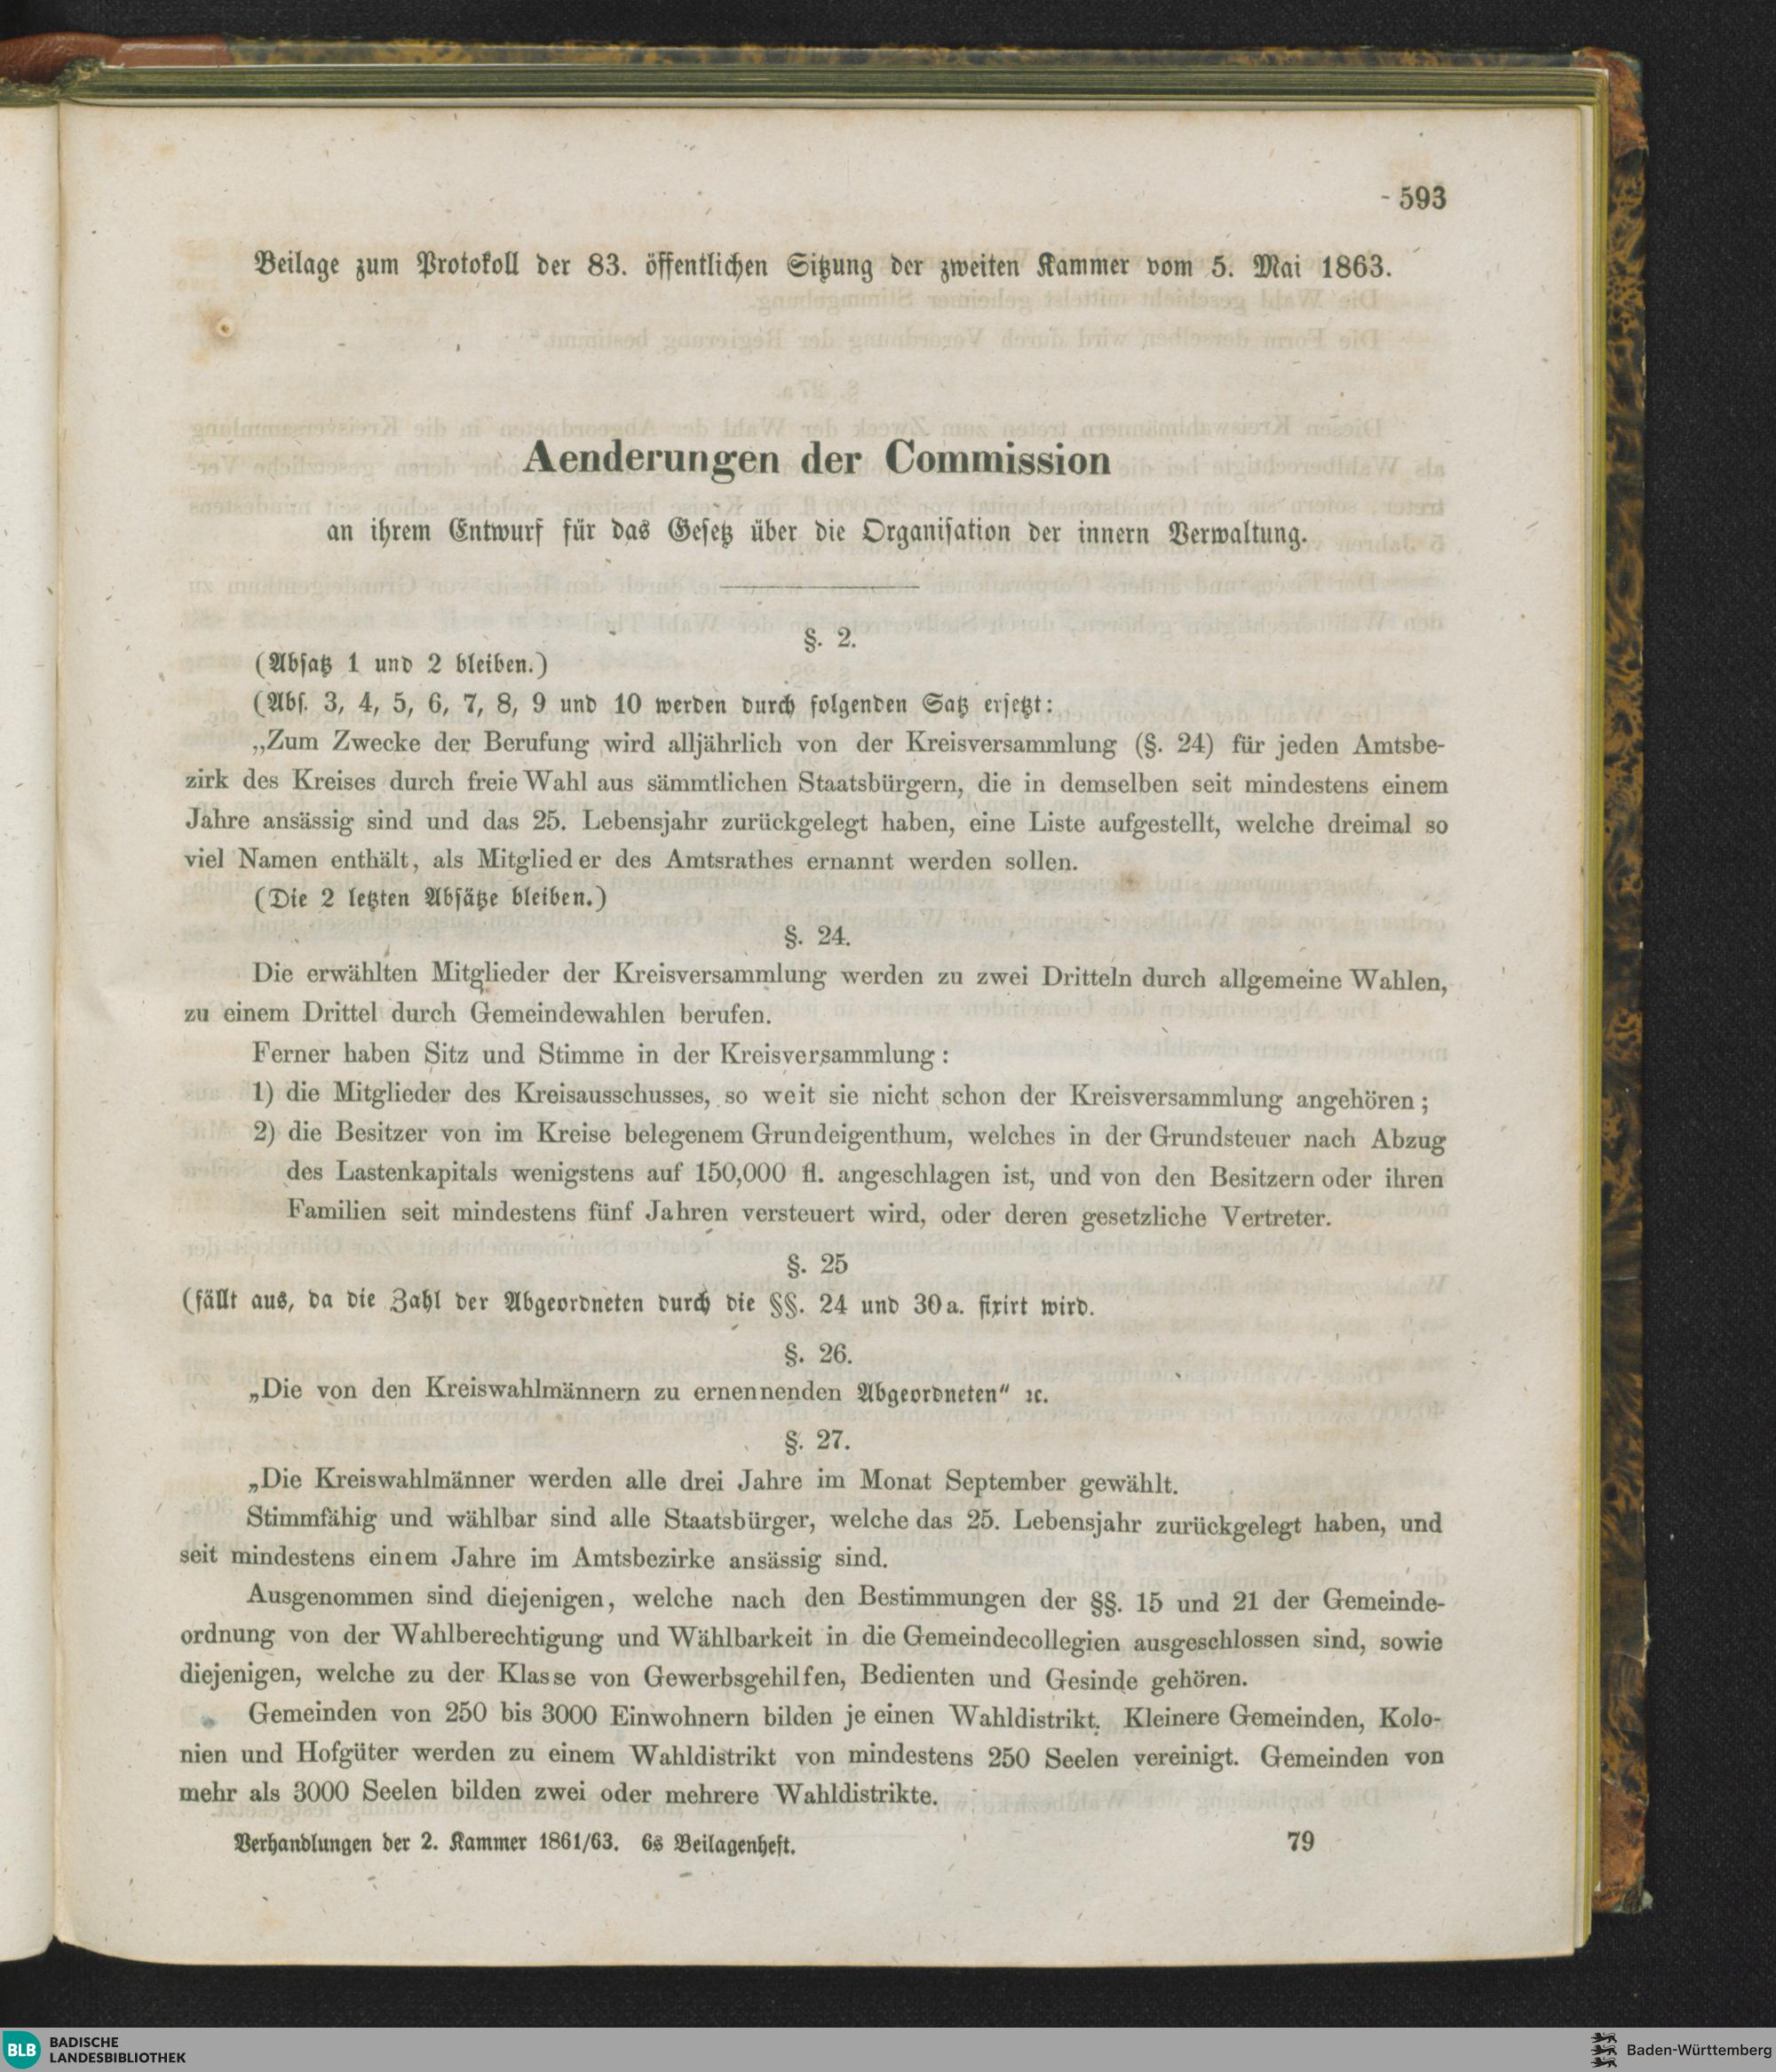 593
Beilage zum Protokoll der 83. öffentlichen Sitzung der zweiten Kammer vom 5. Mai 1863.
Aenderungen der Commission
an ihrem Entwurf für das Gesetz über die Organisation der innern Verwaltung.
§. 2.
(Absatz 1 und 2 bleiben.)
(Abs. 3, 4, 5, 6, 7, 8, 9 und 10 werden durch folgenden Satz ersetzt:
„Zum Zwecke der Berufung wird alljährlich von der Kreisversammlung (§. 24) für jeden Amtsbe-
zirk des Kreises durch freie Wahl aus sämmtlichen Staatsbürgern, die in demselben seit mindestens einem
Jahre ansässig sind und das 25. Lebensjahr zurückgelegt haben, eine Liste aufgestellt, welche dreimal so
viel Namen enthält, als Mitglieder des Amtsrathes ernannt werden sollen.
(Die 2 letzten Absätze bleiben.)
§. 24.
Die erwählten Mitglieder der Kreisversammlung werden zu zwei Dritteln durch allgemeine Wahlen,
zu einem Drittel durch Gemeindewahlen berufen.
Ferner haben Sitz und Stimme in der Kreisversammlung:
1) die Mitglieder des Kreisausschusses, so weit sie nicht schon der Kreisversammlung angehören;
2) die Besitzer von im Kreise belegenem Grundeigenthum, welches in der Grundsteuer nach Abzug
des Lastenkapitals wenigstens auf 150,000 fl. angeschlagen ist, und von den Besitzern oder ihren
Familien seit mindestens fünf Jahren versteuert wird, oder deren gesetzliche Vertreter.
§. 25
(fällt aus, da die Zahl der Abgeordneten durch die §§. 24 und 30a. fixirt wird.
§. 26.
„Die von den Kreiswahlmännern zu ernennenden Abgeordneten“ ꝛc.
§. 27.
„Die Kreiswahlmänner werden alle drei Jahre im Monat September gewählt.
Stimmfähig und wählbar sind alle Staatsbürger, welche das 25. Lebensjahr zurückgelegt haben, und
seit mindestens einem Jahre im Amtsbezirke ansässig sind.
Ausgenommen sind diejenigen, welche nach den Bestimmungen der §§. 15 und 21 der Gemeinde-
ordnung von der Wahlberechtigung und Wählbarkeit in die Gemeindecollegien ausgeschlossen sind, sowie
diejenigen, welche zu der Klasse von Gewerbsgehilfen, Bedienten und Gesinde gehören.
Gemeinden von 250 bis 3000 Einwohnern bilden je einen Wahldistrikt. Kleinere Gemeinden, Kolo-
nien und Hofgüter werden zu einem Wahldistrikt von mindestens 250 Seelen vereinigt. Gemeinden von
mehr als 3000 Seelen bilden zwei oder mehrere Wahldistrikte.
Verhandlungen der 2. Kammer 1861/63. 6s Beilagenheft. 79
BLB BADISCHE
LANDESBIBLIOTHEK
Baden-Württemberg